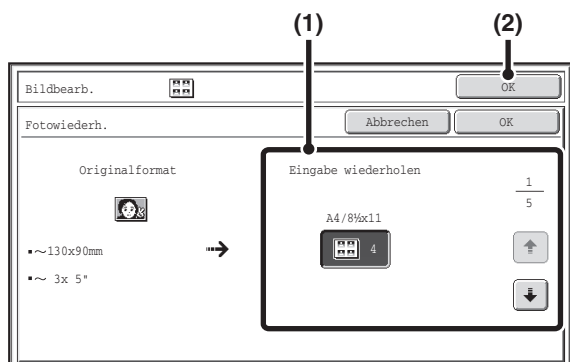 (1) (2)
Bildbearb. OK
Fotowiederh. Abbrechen OK
Originalformat Eingabe wiederholen
1
5
A4/8½x11
4
▪～130x90mm
▪～ 3x 5"